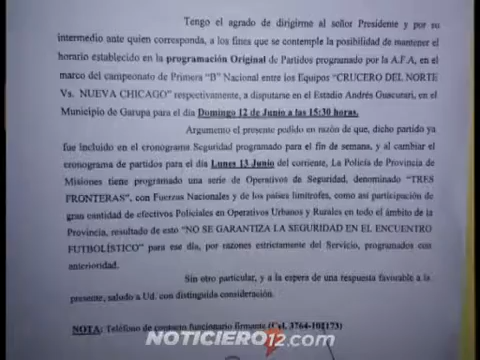 Tengo el agrado de dirigirme al señor Presidente y por su
intermedio ante quien corresponda, a los fines que se contemple la posibilidad de mantener el
horario establecido en la programación Original de Partidos programado por la A.F.A, en el
marco del campeonato de Primera "B" Nacional entre los Equipos "CRUCERO DEL NORTE
Vs. NUEVA CHICAGO" respectivamente, a disputarse en el Estadio Andrés Guacurari, en el
Municipio de Garupa para el día Domingo 12 de Junio a las 15:30 horas.
Argumento el presente pedido en razón de que, dicho partido ya
fue incluido en el cronograma Seguridad programado para el fin de semana, y al cambiar el
cronograma de partidos para el día Lunes 13 Junio del corriente, La Policía de Provincia de
Misiones tiene programado una serie de Operativos de Seguridad, denominado "TRES
FRONTERAS", con Fuerzas Nacionales y de los países limítrofes, como así participación de
gran cantidad de efectivos Policiales en Operativos Urbanos y Rurales en todo el ámbito de la
Provincia, resultado de esto "NO SE GARANTIZA LA SEGURIDAD EN EL ENCUENTRO
FUTBOLÍSTICO" para ese día, por razones estrictamente del Servicio, programados con
anterioridad.
Sin otro particular, y a la espera de una respuesta favorable a la
presente, saludo a Ud. con distinguida consideración.
NOTA: Teléfono de contacto funcionario firmante (Cel. 3764-101173)
NOTICIERO12.com